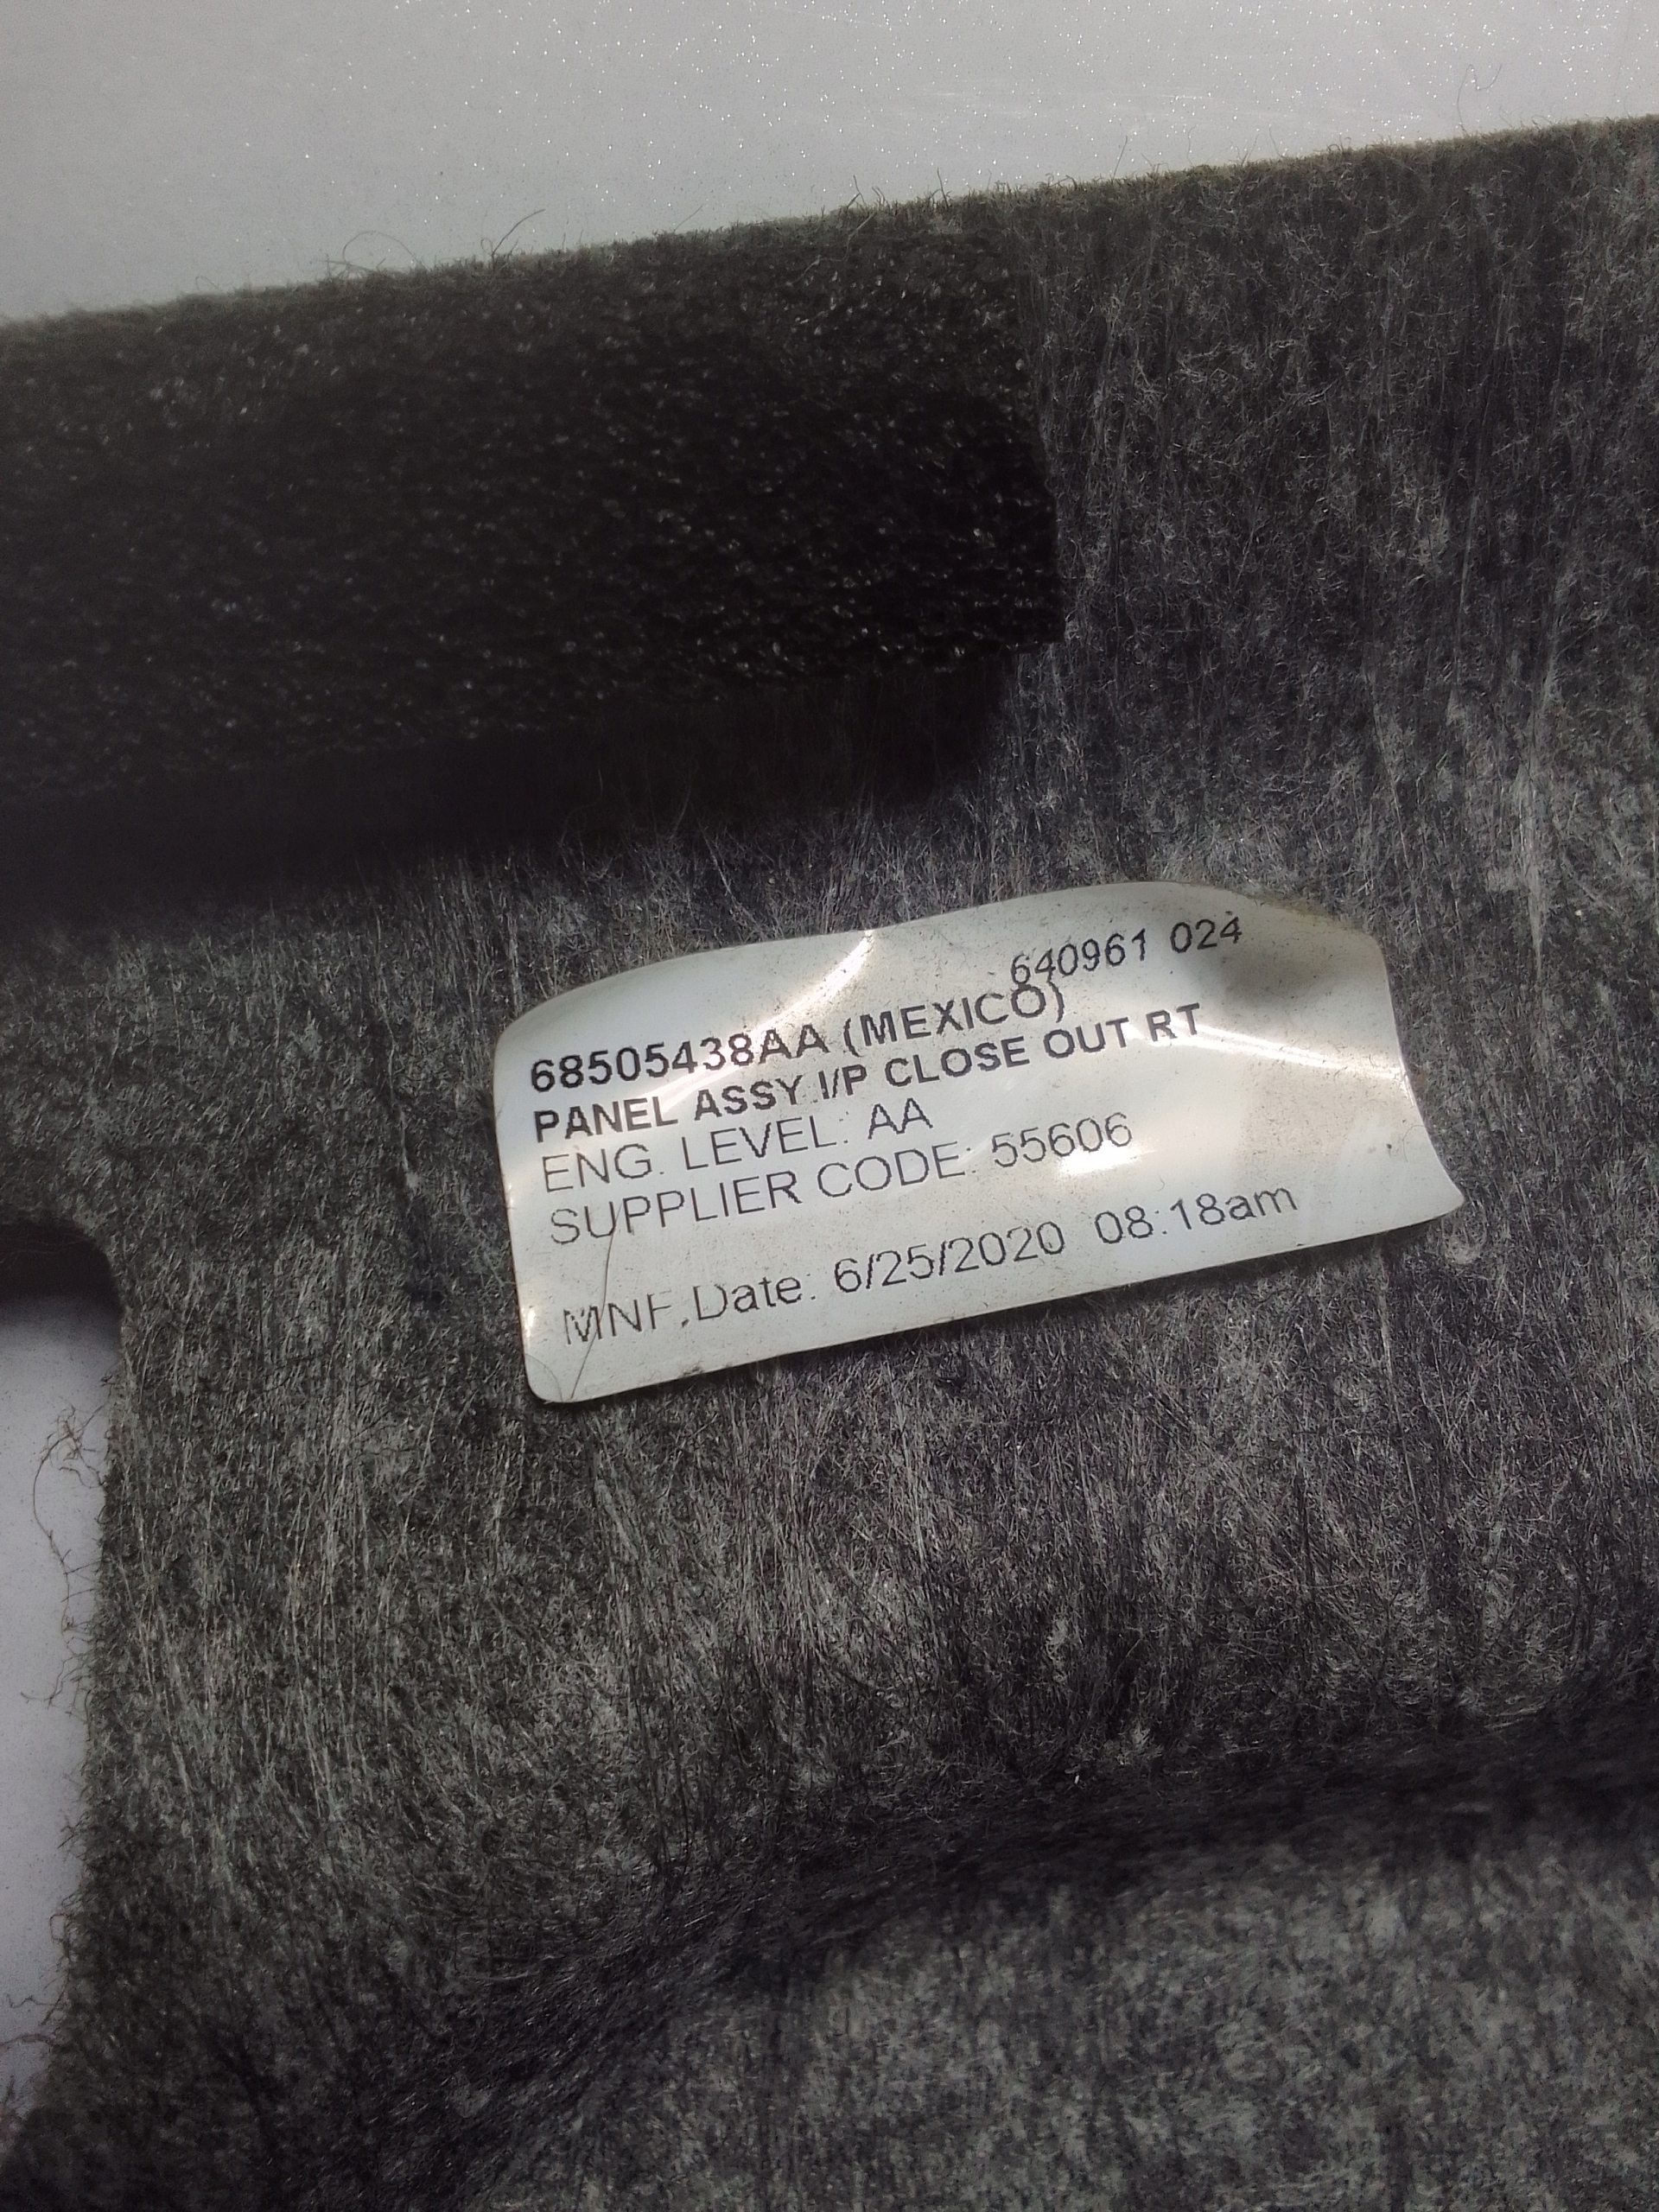 640961 024
68505438AA (MEXICO)
PANEL ASSY I/P CLOSE OUT RT
ENG. LEVEL: AA
SUPPLIER CODE: 55606
MNF.Date: 6/25/2020 08:18am